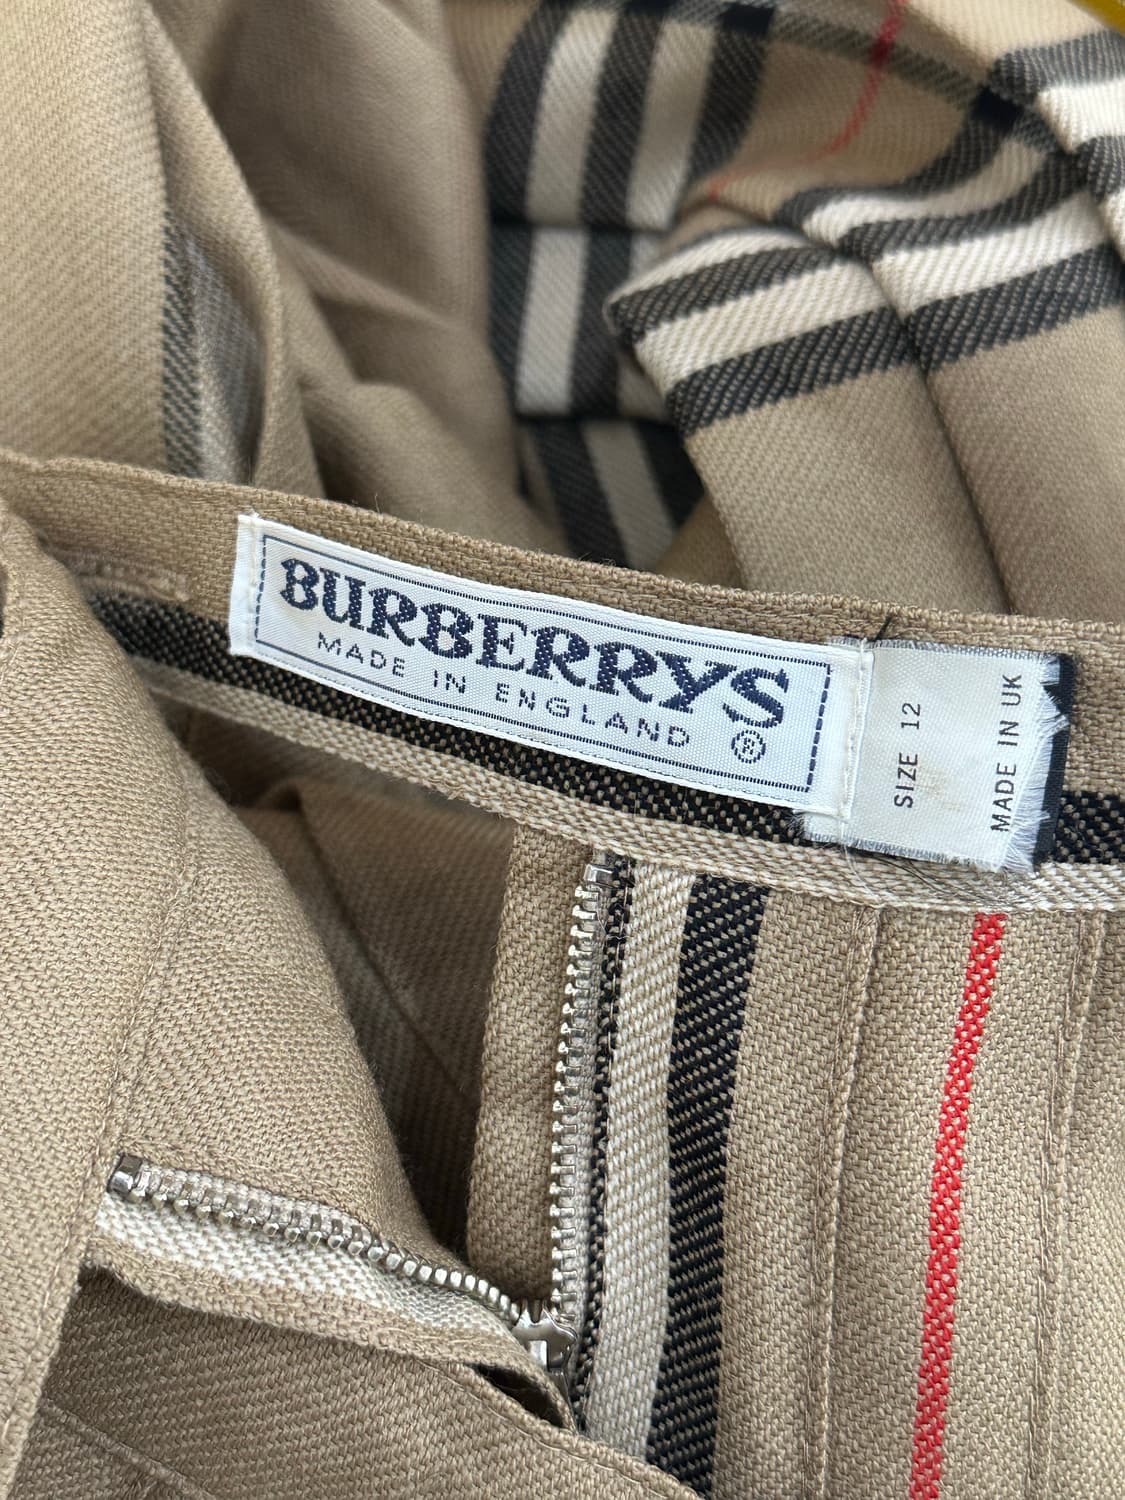 BURBERRYS
MADE IN ENGLAND ®
SIZE 12
MADE IN UK